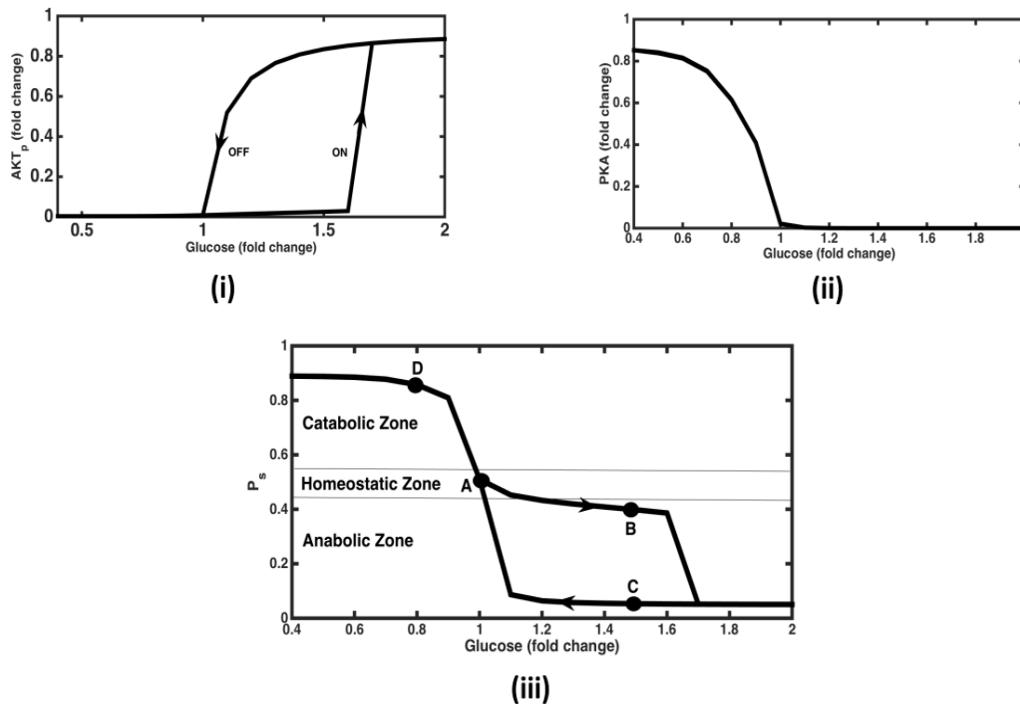 1
0.8
0.6
0.4
0.2
0
AKTp (fold change)
OFF
ON
0.5
1
1.5
2
Glucose (fold change)
(i)
1
0.8
0.6
0.4
0.2
0
PKA (fold change)
0.4
0.6
0.8
1
1.2
1.4
1.6
1.8
Glucose (fold change)
(ii)
1
0.8
0.6
0.4
0.2
0
Ps
D
Catabolic Zone
A
Homeostatic Zone
B
Anabolic Zone
C
0.4
0.6
0.8
1
1.2
1.4
1.6
1.8
2
Glucose (fold change)
(iii)